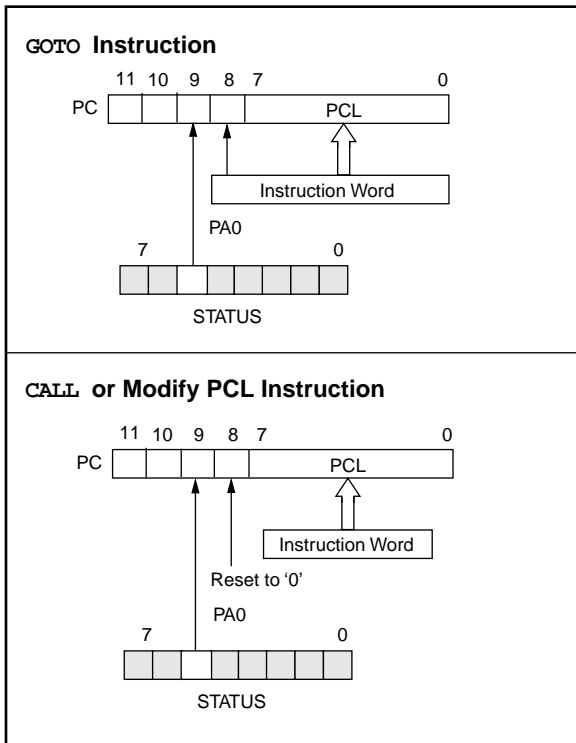 GOTO Instruction
11 10 9 8 7 0
PC PCL
Instruction Word
PA0
7 0
STATUS
CALL or Modify PCL Instruction
11 10 9 8 7 0
PC PCL
Instruction Word
Reset to ‘0’
PA0
7 0
STATUS